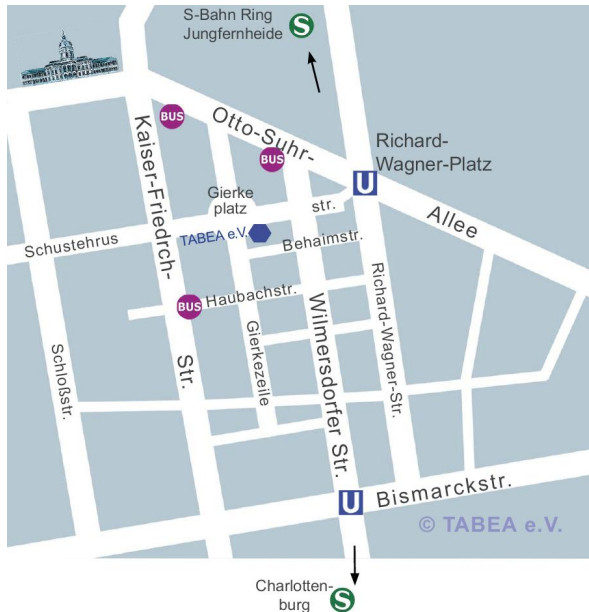 S-Bahn Ring
Jungfernheide
S
BUS
Otto-Suhr-
Allee
Kaiser-Friedrch-
Str.
BUS
Richard-
Wagner-Platz
U
Gierke
platz
str.
Schustehrus
TABEA e.V.
Behaimstr.
BUS
Haubachstr.
Schloßstr.
Gierkezeile
Wilmersdorfer Str.
Richard-Wagner-Str.
U
Bismarckstr.
© TABEA e.V.
Charlotten-
burg
S